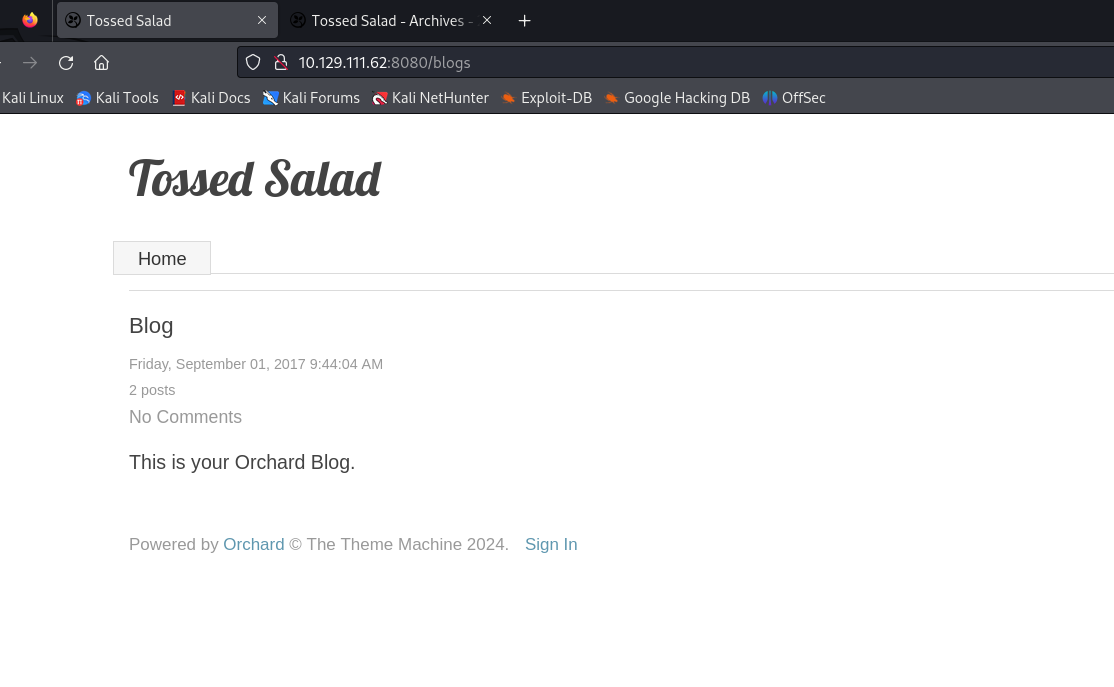 Tossed Salad
Tossed Salad - Archives -
10.129.111.62:8080/blogs
Kali Linux Kali Tools Kali Docs Kali Forums Kali NetHunter Exploit-DB Google Hacking DB OffSec
Tossed Salad
Home
Blog
Friday, September 01, 2017 9:44:04 AM
2 posts
No Comments
This is your Orchard Blog.
Powered by Orchard © The Theme Machine 2024. Sign In